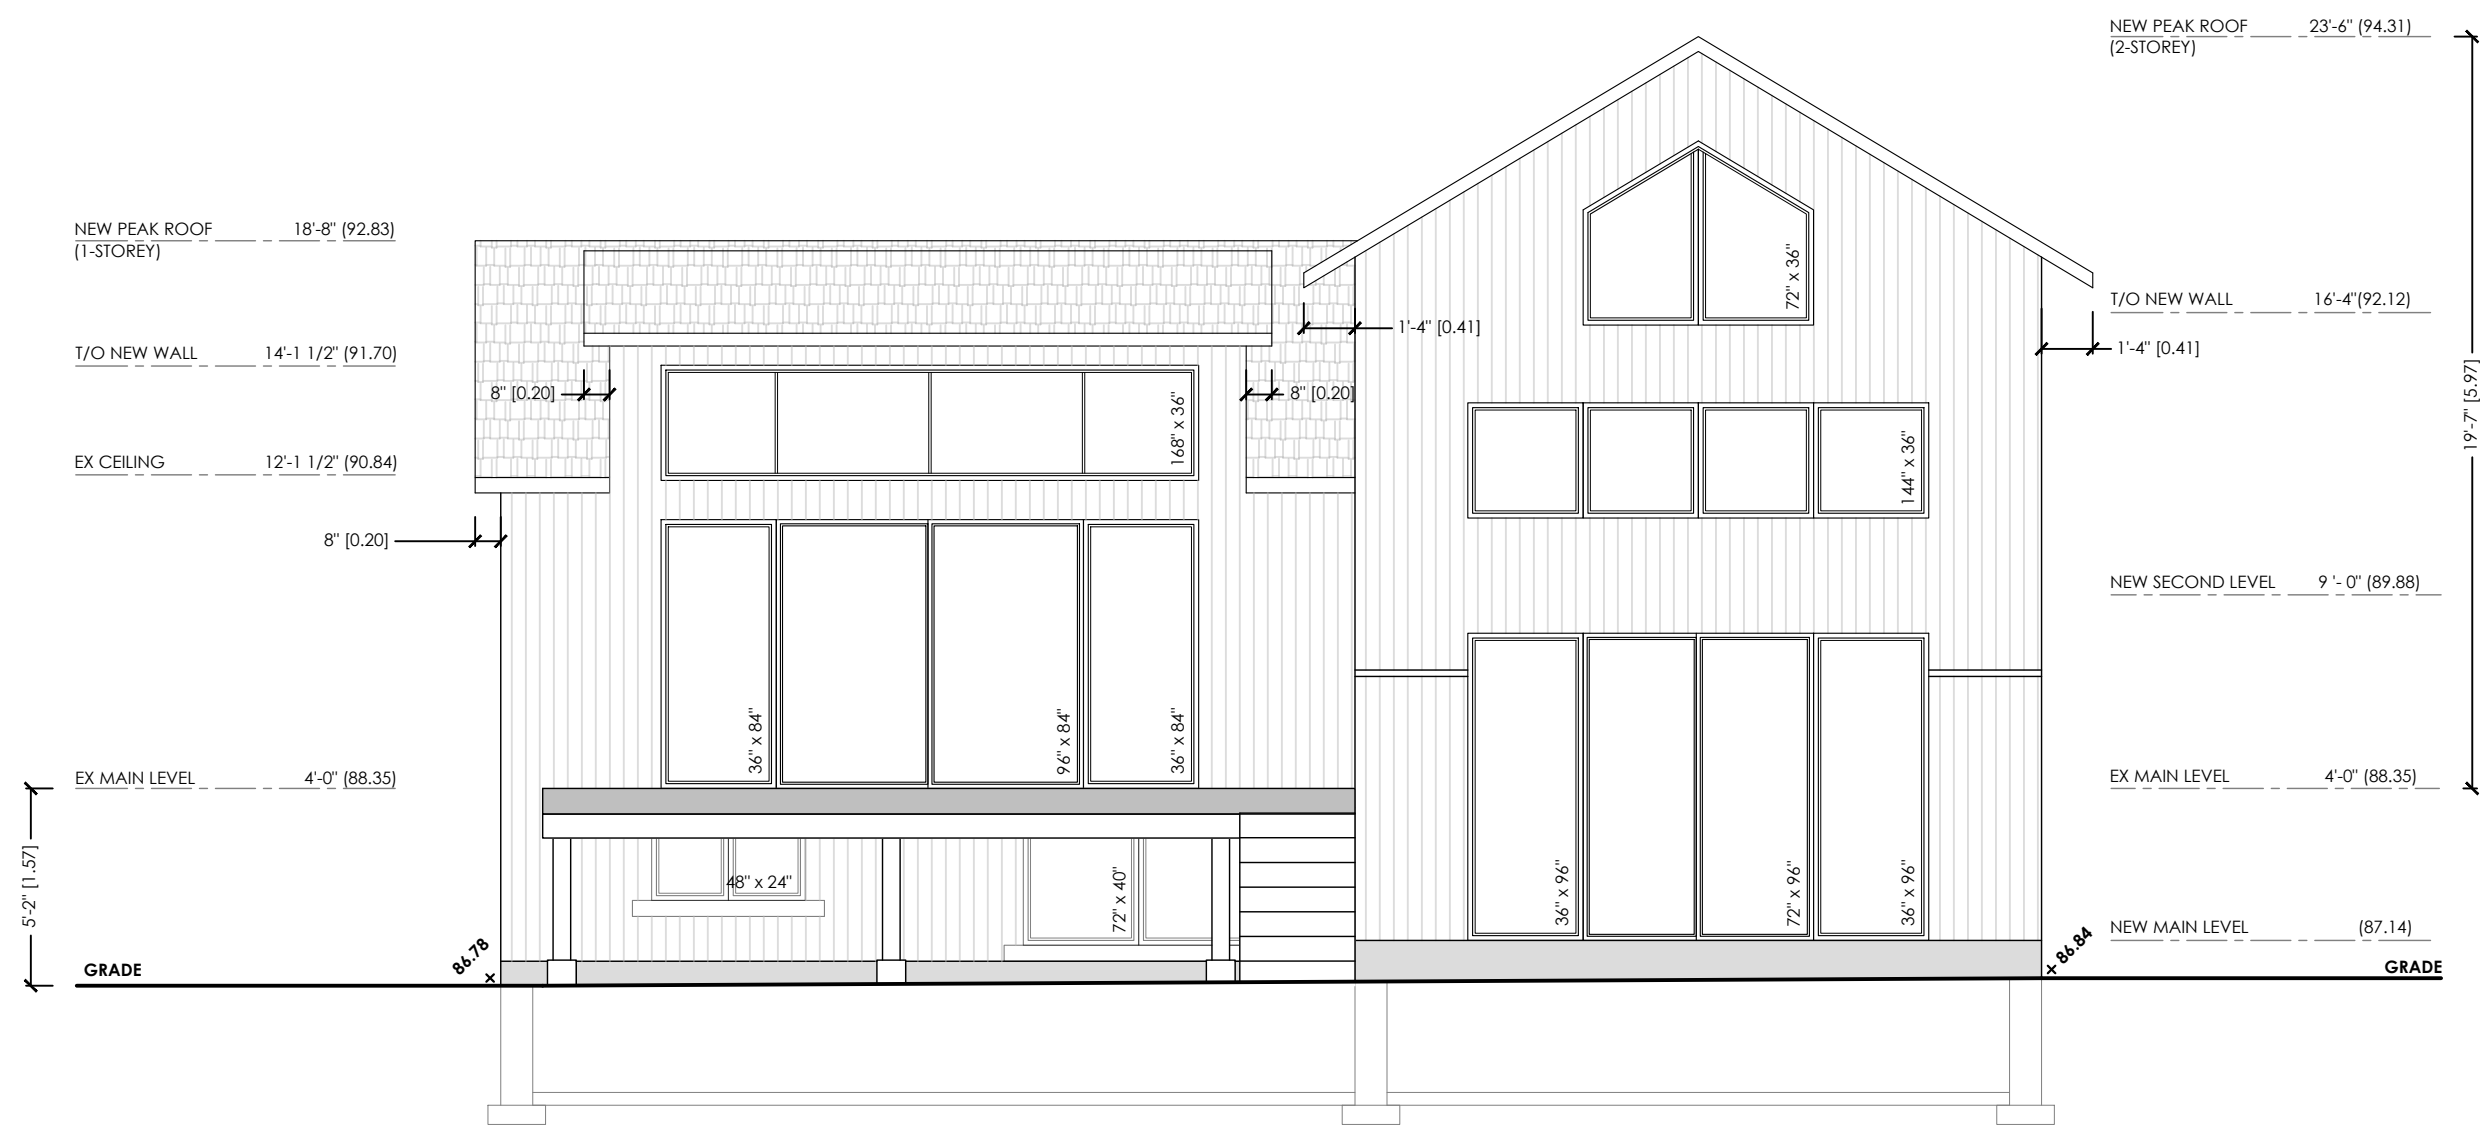 NEW PEAK ROOF 23'-6" (94.31)
(2-STOREY)
NEW PEAK ROOF 18'-8" (92.83)
(1-STOREY)
72" x 36"
T/O NEW WALL 16'-4"(92.12)
1'-4" [0.41]
1'-4" [0.41]
T/O NEW WALL 14'-1 1/2" (91.70)
8" [0.20]
8" [0.20]
168" x 36"
19'-7" [5.97]
EX CEILING 12'-1 1/2" (90.84)
144" x 36"
8" [0.20]
NEW SECOND LEVEL 9 '- 0" (89.88)
36" x 84"
96" x 84"
36" x 84"
EX MAIN LEVEL 4'-0" (88.35)
EX MAIN LEVEL 4'-0" (88.35)
5'-2" [1.57]
48" x 24"
72" x 40"
36" x 96"
72" x 96"
36" x 96"
NEW MAIN LEVEL (87.14)
86.78
86.84
GRADE
GRADE